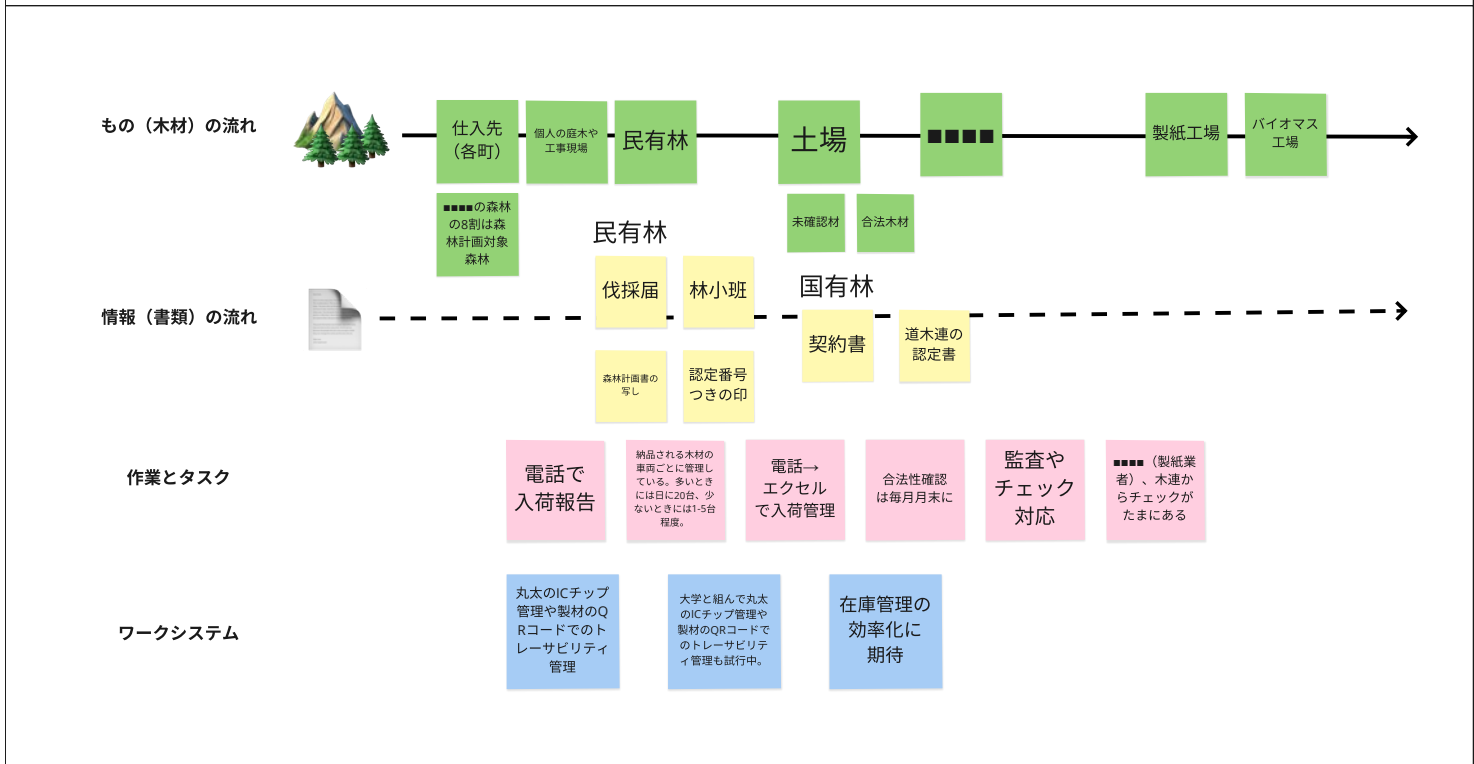 もの（木材）の流れ
仕入先
（各町）
個人の庭木や
工事現場
民有林
土場
■■■■
製紙工場
バイオマス
工場
■■■■の森林
の8割は森
林計画対象
森林
未確認材
合法木材
情報（書類）の流れ
民有林
伐採届
林小班
森林計画書の
写し
認定番号
つきの印
国有林
契約書
道木連の
認定書
作業とタスク
電話で
入荷報告
納品される木材の
車両ごとに管理し
ている。多いとき
には日に20台、少
ないときには1-5台
程度。
電話→
エクセル
で入荷管理
合法性確認
は毎月月末に
監査や
チェック
対応
■■■■（製紙業
者）、木連か
らチェックが
たまにある
ワークシステム
丸太のICチップ
管理や製材のQ
Rコードでのト
レーサビリティ
管理
大学と組んで丸太
のICチップ管理や
製材のQRコードで
のトレーサビリテ
ィ管理も試行中。
在庫管理の
効率化に
期待